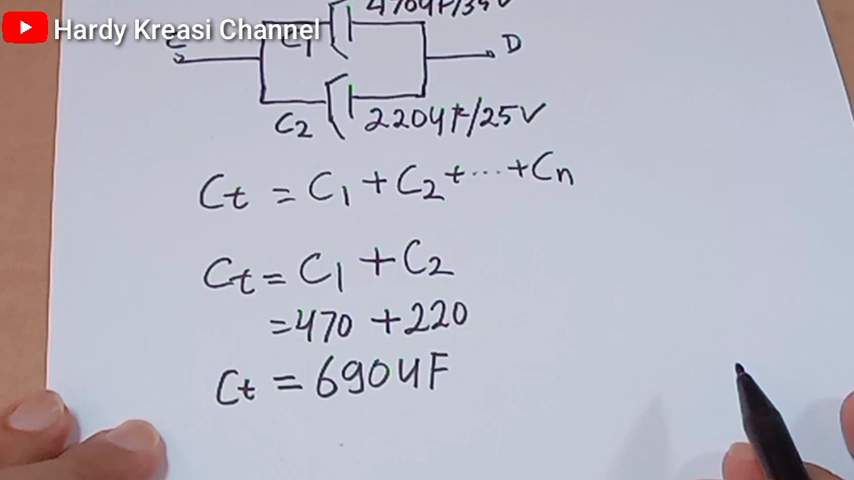 Hardy Kreasi Channel
C1
D
C2 220uF/25V
Ct = C1 + C2 + ... + Cn
Ct = C1 + C2
= 470 + 220
Ct = 690uF